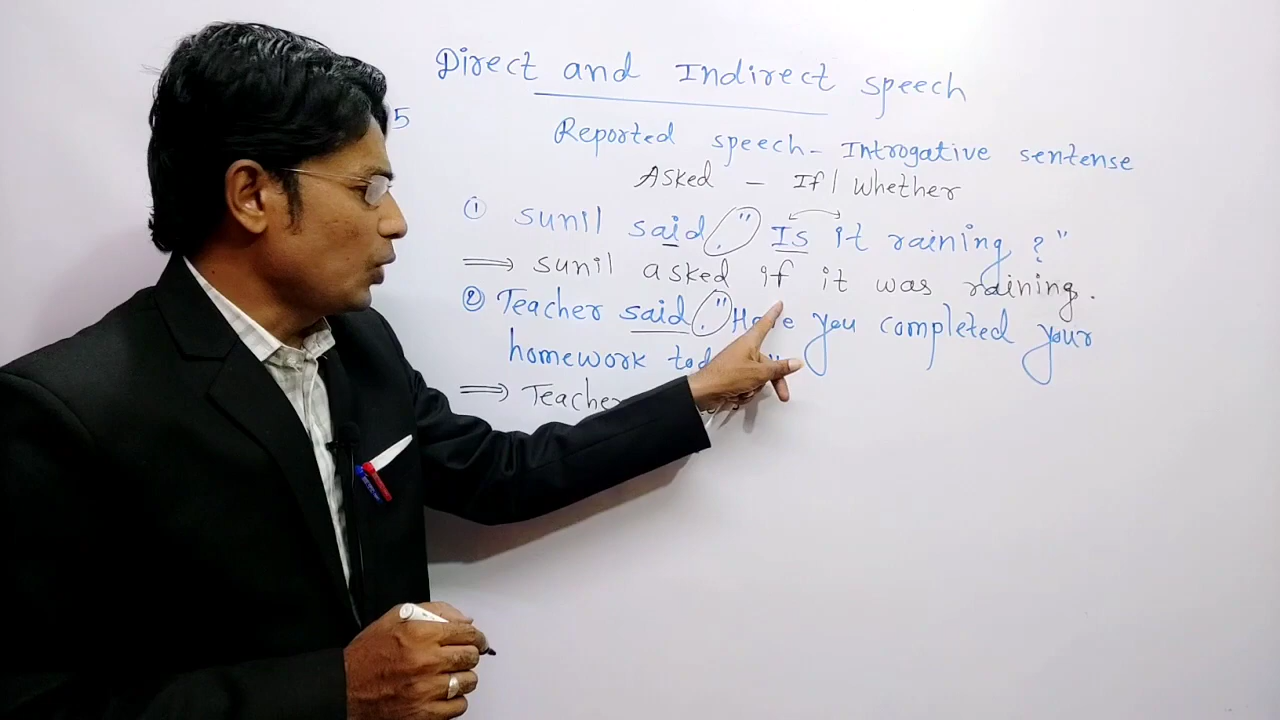 Direct and Indirect speech
5
Reported speech - Introgative sentense
Asked - If / Whether
① sunil said, " Is it raining ? "
⇒ sunil asked if it was raining.
② Teacher said, " Have you completed your
homework
⇒ Teacher